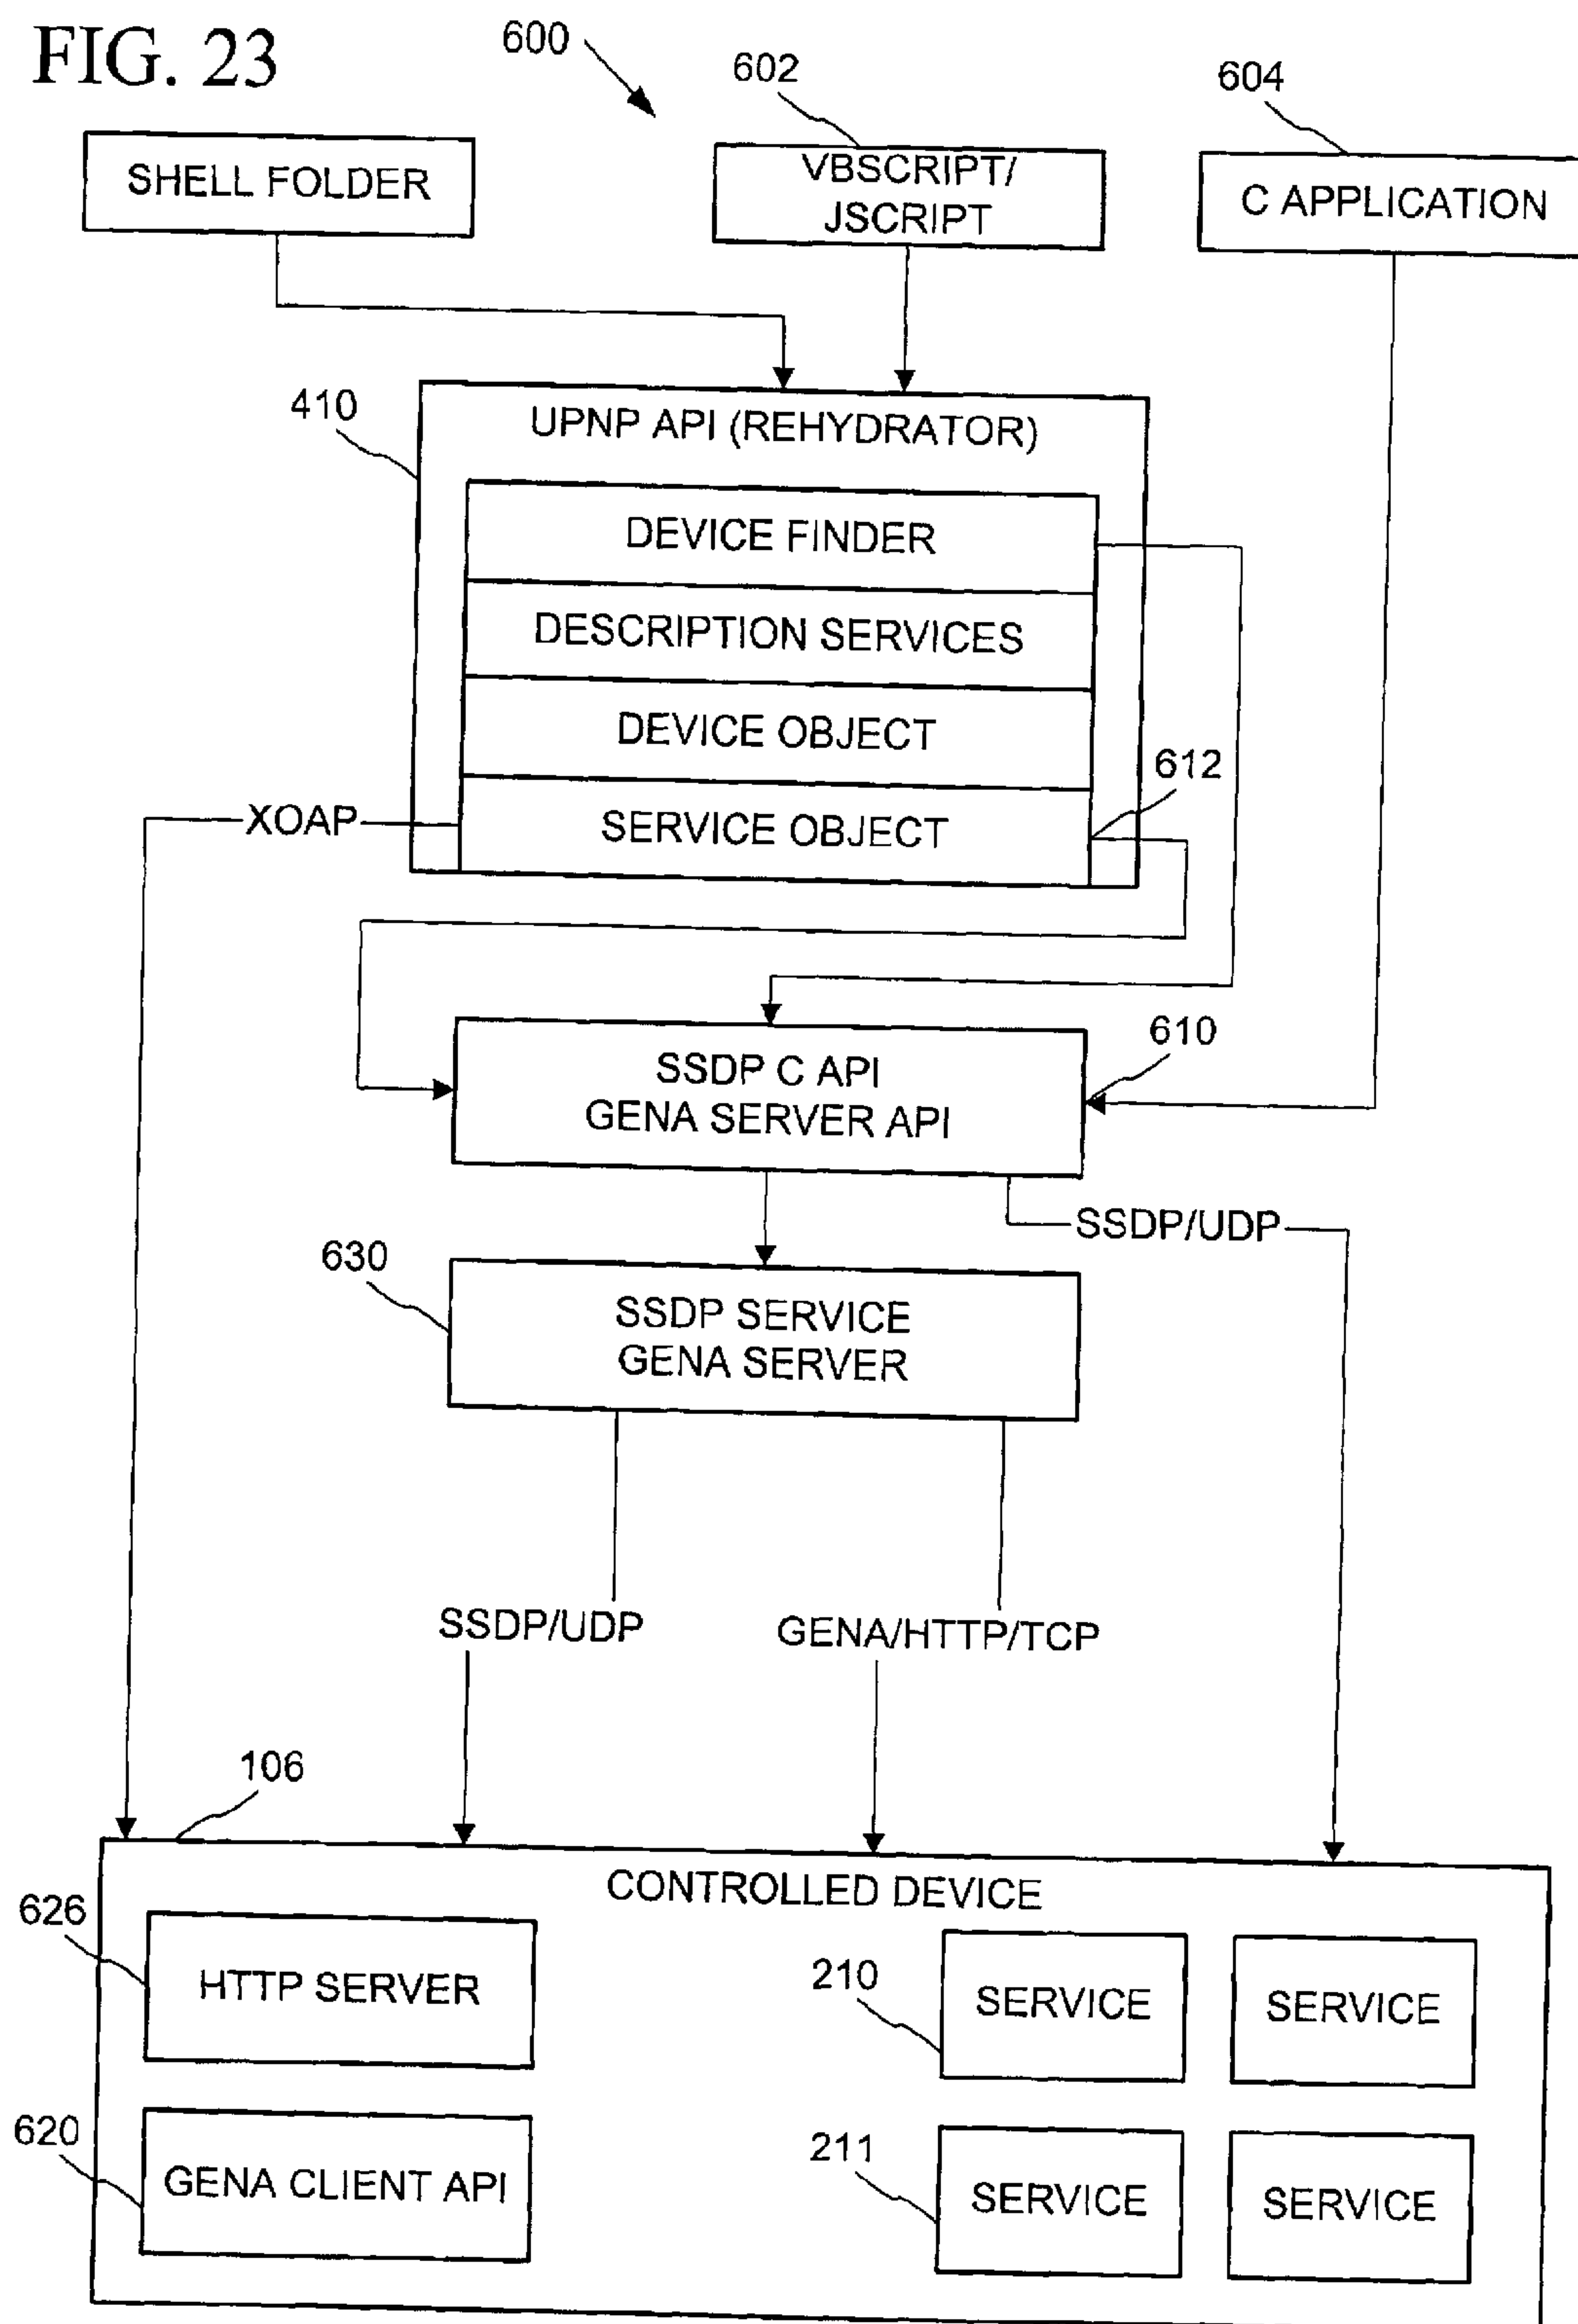 FIG. 23
600
602
604
SHELL FOLDER
VBSCRIPT/
JSCRIPT
C APPLICATION
410
UPNP API (REHYDRATOR)
DEVICE FINDER
DESCRIPTION SERVICES
DEVICE OBJECT
612
XOAP
SERVICE OBJECT
610
SSDP C API
GENA SERVER API
SSDP/UDP
630
SSDP SERVICE
GENA SERVER
SSDP/UDP
GENA/HTTP/TCP
106
CONTROLLED DEVICE
626
HTTP SERVER
210
SERVICE
SERVICE
620
GENA CLIENT API
211
SERVICE
SERVICE